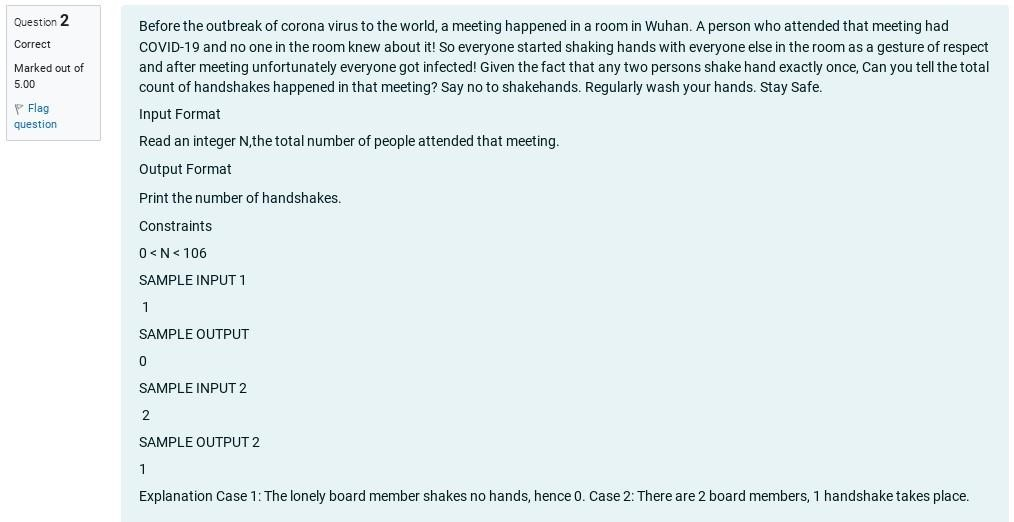 Question 2
Correct
Marked out of
5.00
Flag
question
Before the outbreak of corona virus to the world, a meeting happened in a room in Wuhan. A person who attended that meeting had
COVID-19 and no one in the room knew about it! So everyone started shaking hands with everyone else in the room as a gesture of respect
and after meeting unfortunately everyone got infected! Given the fact that any two persons shake hand exactly once, Can you tell the total
count of handshakes happened in that meeting? Say no to shakehands. Regularly wash your hands. Stay Safe.
Input Format
Read an integer N,the total number of people attended that meeting.
Output Format
Print the number of handshakes.
Constraints
0 < N < 106
SAMPLE INPUT 1
1
SAMPLE OUTPUT
0
SAMPLE INPUT 2
2
SAMPLE OUTPUT 2
1
Explanation Case 1: The lonely board member shakes no hands, hence 0. Case 2: There are 2 board members, 1 handshake takes place.